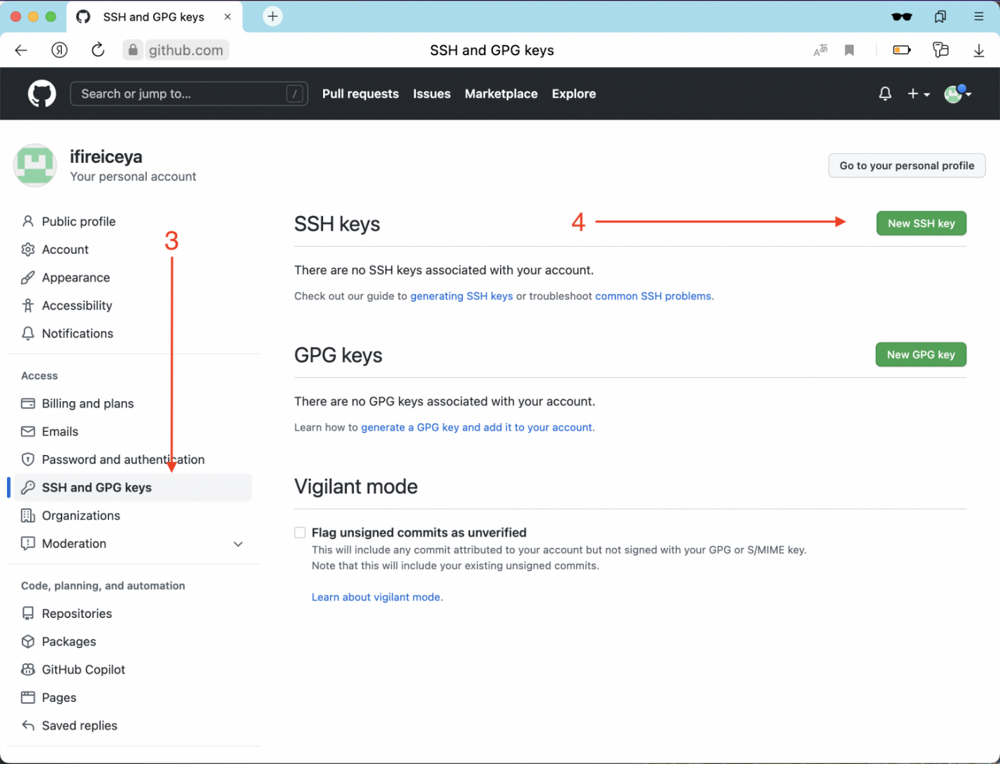 SSH and GPG keys
github.com
SSH and GPG keys
Search or jump to...
/
Pull requests
Issues
Marketplace
Explore
ifireiceya
Your personal account
Go to your personal profile
Public profile
Account
Appearance
Accessibility
Notifications
Access
Billing and plans
Emails
Password and authentication
SSH and GPG keys
Organizations
Moderation
Code, planning, and automation
Repositories
Packages
GitHub Copilot
Pages
Saved replies
3
SSH keys
4
New SSH key
There are no SSH keys associated with your account.
Check out our guide to generating SSH keys or troubleshoot common SSH problems.
GPG keys
New GPG key
There are no GPG keys associated with your account.
Learn how to generate a GPG key and add it to your account.
Vigilant mode
Flag unsigned commits as unverified
This will include any commit attributed to your account but not signed with your GPG or S/MIME key.
Note that this will include your existing unsigned commits.
Learn about vigilant mode.